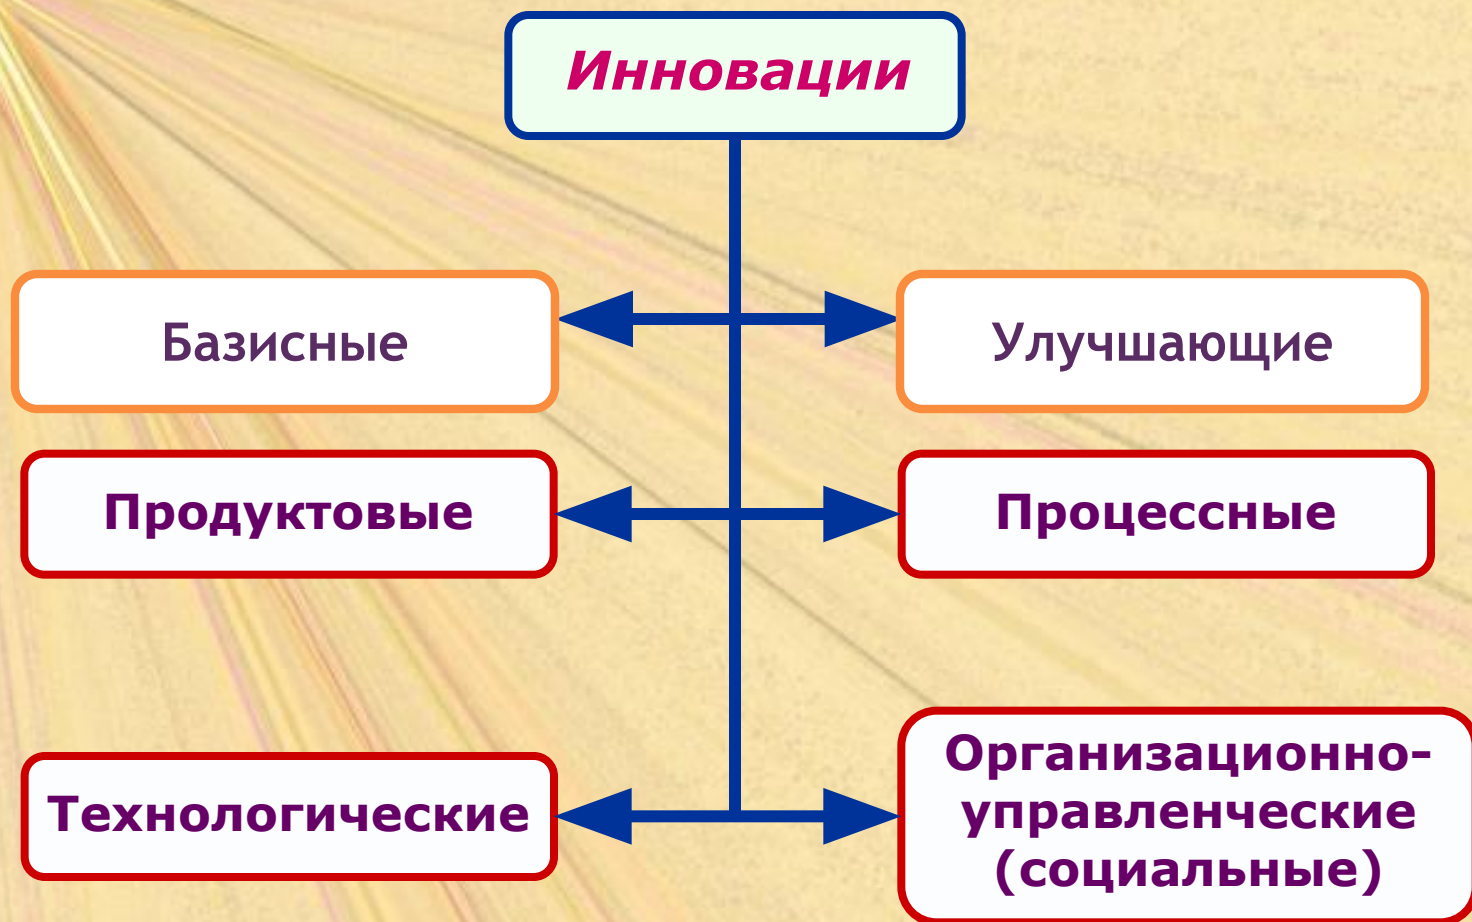 Инновации
Базисные
Улучшающие
Продуктовые
Процессные
Технологические
Организационно-
управленческие
(социальные)